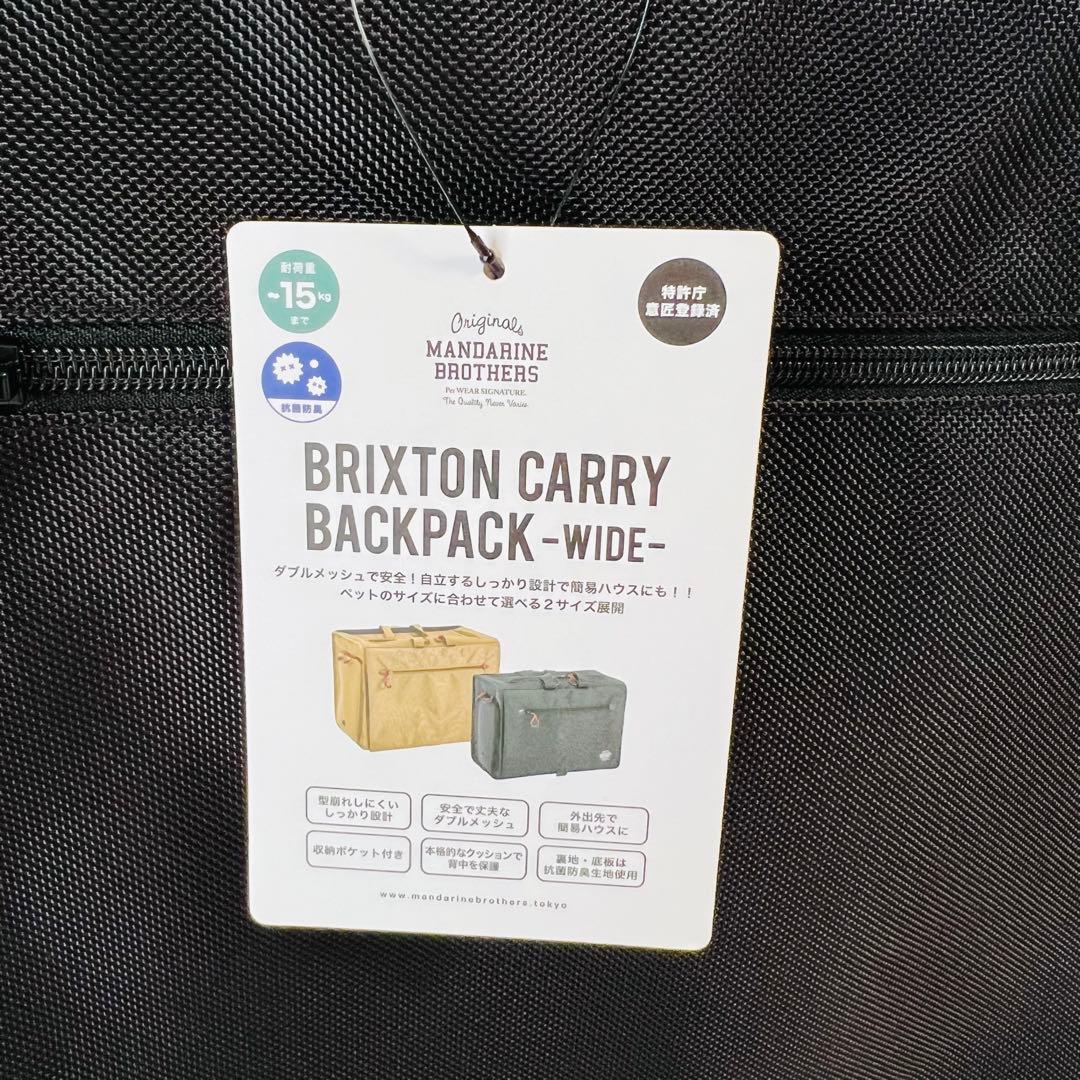 耐荷重
~15kg
まで
抗菌防臭
特許庁
意匠登録済
Originals
MANDARINE
BROTHERS
Pet WEAR SIGNATURE.
The Quality Never Varies.
BRIXTON CARRY
BACKPACK -WIDE-
ダブルメッシュで安全！自立するしっかり設計で簡易ハウスにも！！
ペットのサイズに合わせて選べる２サイズ展開
型崩れしにくい
しっかり設計
安全で丈夫な
ダブルメッシュ
外出先で
簡易ハウスに
収納ポケット付き
本格的なクッションで
背中を保護
裏地・底板は
抗菌防臭生地使用
www.mandarinebrothers.tokyo